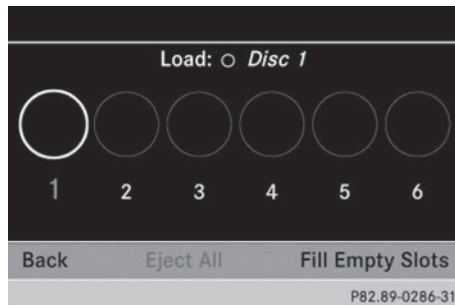 Load: ○ Disc 1
1 2 3 4 5 6
Back Eject All Fill Empty Slots
P82.89-0286-31